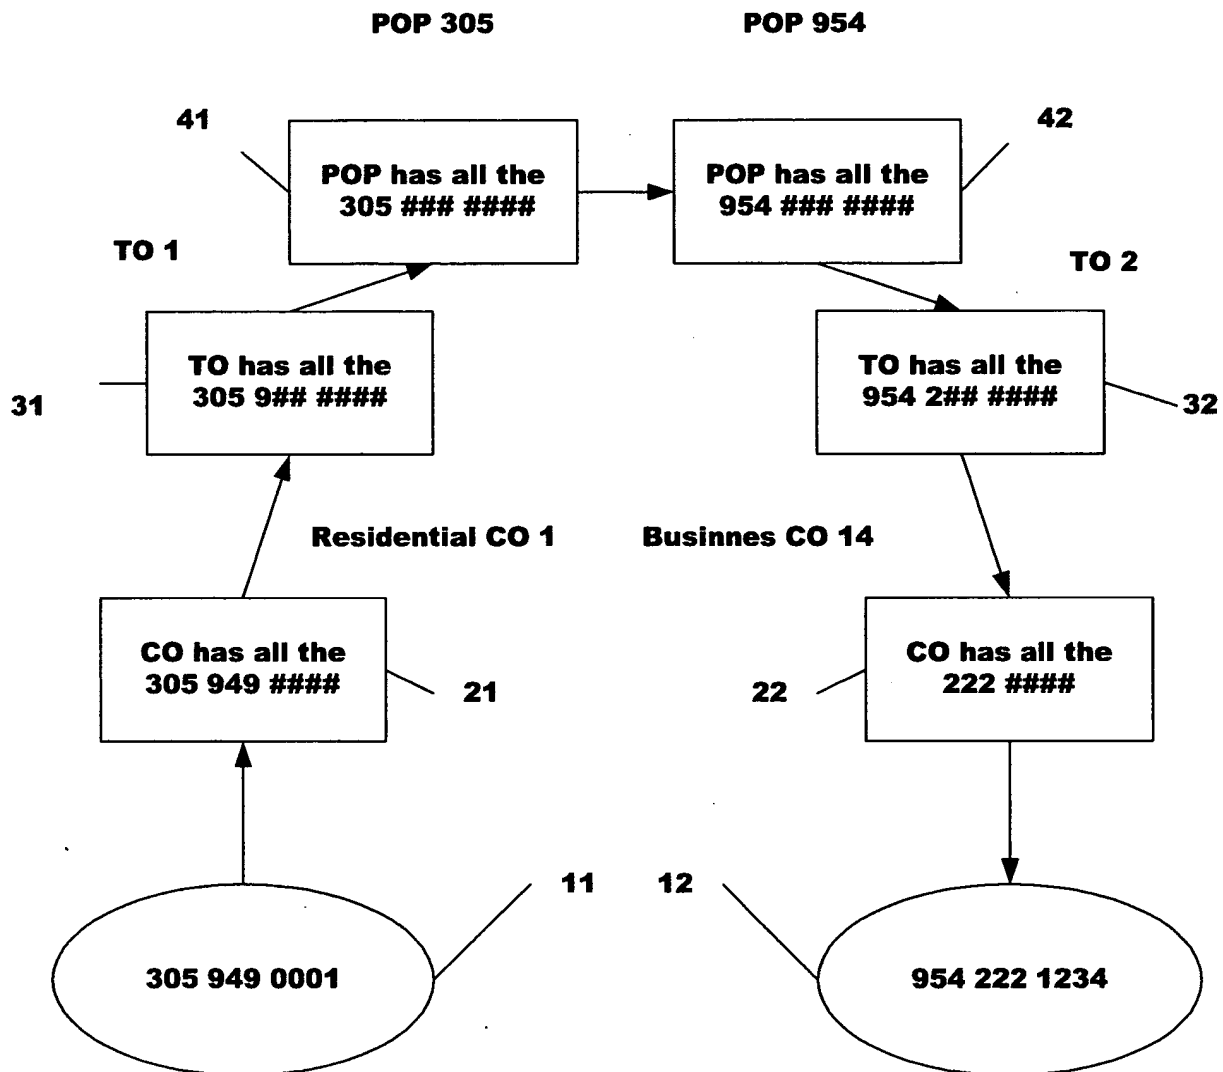 POP 305
POP 954
41
POP has all the
305 ### ####
POP has all the
954 ### ####
42
TO 1
TO 2
TO has all the
305 9## ####
31
TO has all the
954 2## ####
32
Residential CO 1
Businnes CO 14
CO has all the
305 949 ####
21
22
CO has all the
222 ####
11
12
305 949 0001
954 222 1234